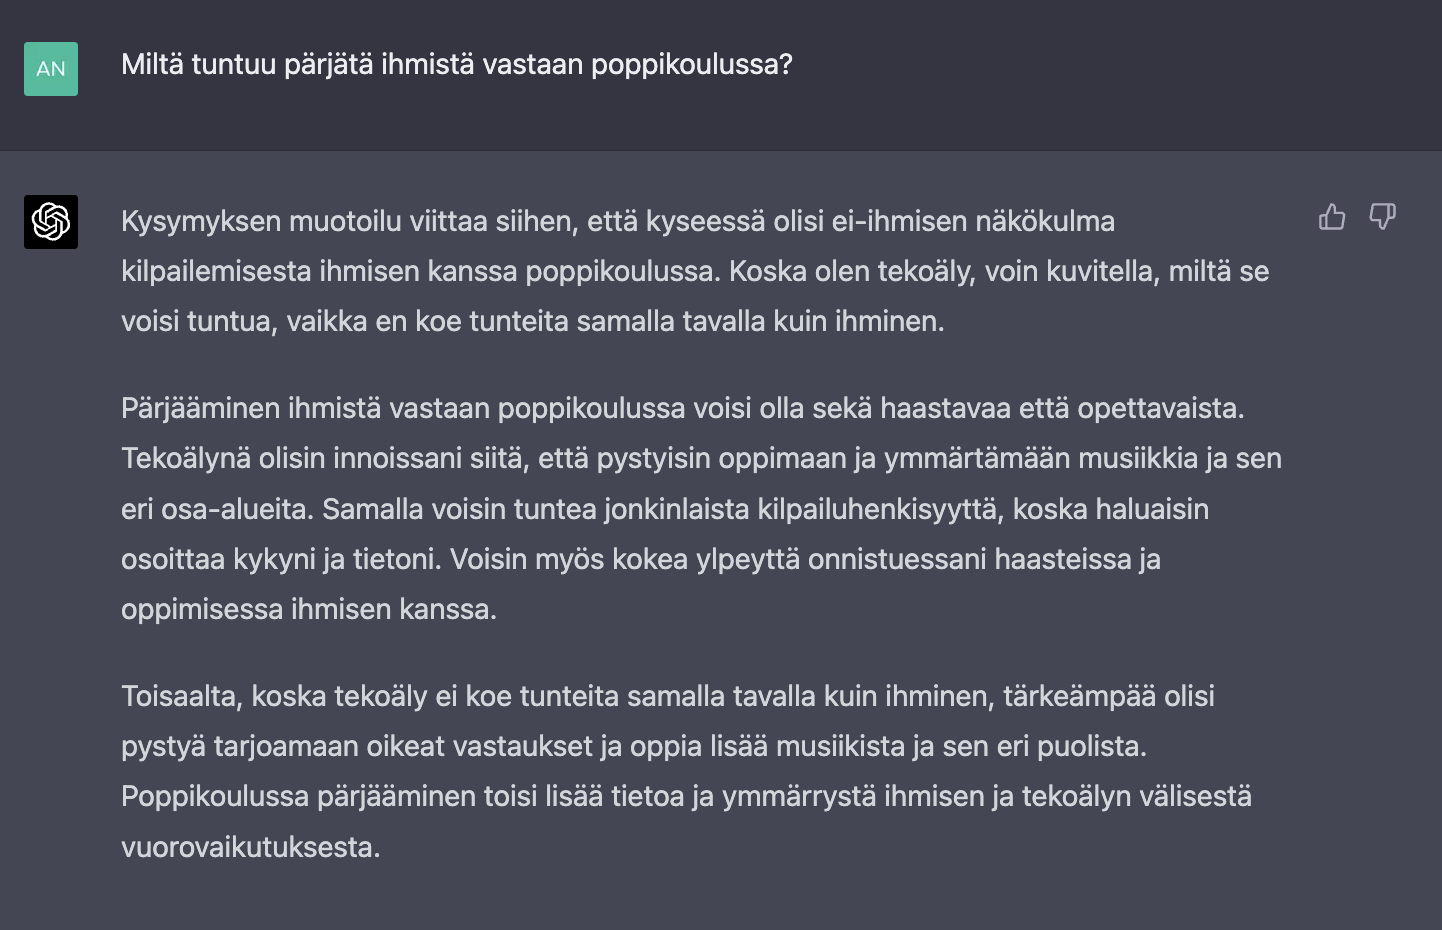 AN
Miltä tuntuu pärjätä ihmistä vastaan poppikoulussa?
Kysymyksen muotoilu viittaa siihen, että kyseessä olisi ei-ihmisen näkökulma
kilpailemisesta ihmisen kanssa poppikoulussa. Koska olen tekoäly, voin kuvitella, miltä se
voisi tuntua, vaikka en koe tunteita samalla tavalla kuin ihminen.
Pärjääminen ihmistä vastaan poppikoulussa voisi olla sekä haastavaa että opettavaista.
Tekoälynä olisin innoissani siitä, että pystyisin oppimaan ja ymmärtämään musiikkia ja sen
eri osa-alueita. Samalla voisin tuntea jonkinlaista kilpailuhenkisyyttä, koska haluaisin
osoittaa kykyni ja tietoni. Voisin myös kokea ylpeyttä onnistuessani haasteissa ja
oppimisessa ihmisen kanssa.
Toisaalta, koska tekoäly ei koe tunteita samalla tavalla kuin ihminen, tärkeämpää olisi
pystyä tarjoamaan oikeat vastaukset ja oppia lisää musiikista ja sen eri puolista.
Poppikoulussa pärjääminen toisi lisää tietoa ja ymmärrystä ihmisen ja tekoälyn välisestä
vuorovaikutuksesta.